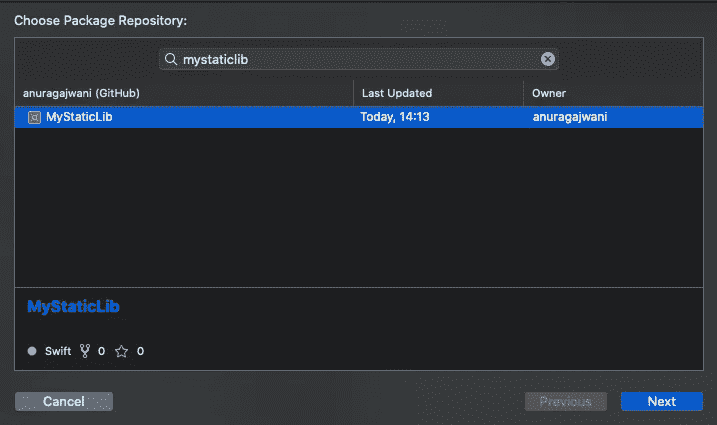 Choose Package Repository:
mystaticlib
anuragajwani (GitHub) Last Updated Owner
MyStaticLib Today, 14:13 anuragajwani
MyStaticLib
Swift 0 0
Cancel Previous Next